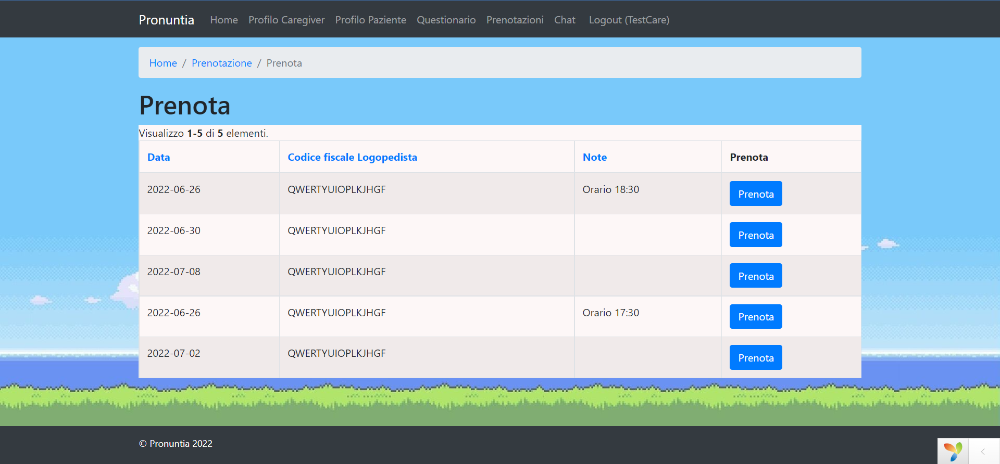 Pronuntia Home Profilo Caregiver Profilo Paziente Questionario Prenotazioni Chat Logout (TestCare)
Home / Prenotazione / Prenota
Prenota
Visualizzo 1-5 di 5 elementi.
Data Codice fiscale Logopedista Note Prenota
2022-06-26 QWERTYUIOPLKJHGF Orario 18:30 Prenota
2022-06-30 QWERTYUIOPLKJHGF Prenota
2022-07-08 QWERTYUIOPLKJHGF Prenota
2022-06-26 QWERTYUIOPLKJHGF Orario 17:30 Prenota
2022-07-02 QWERTYUIOPLKJHGF Prenota
© Pronuntia 2022